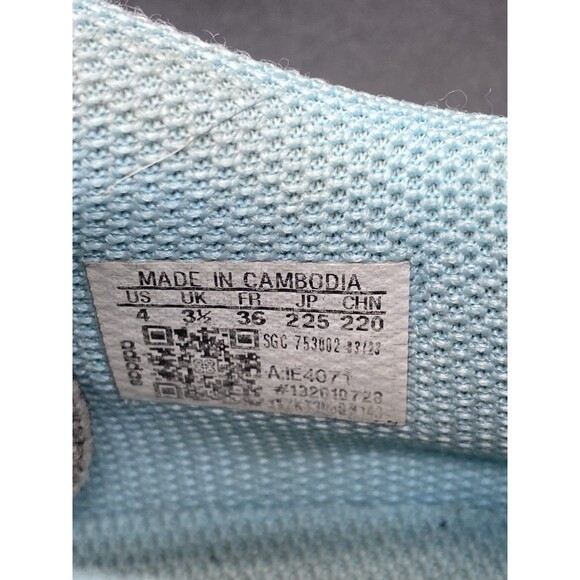 MADE IN CAMBODIA
US UK FR JP CHN
4 3½ 36 225 220
SGC 753002 03/23
adidas
AIE4071
#132610728